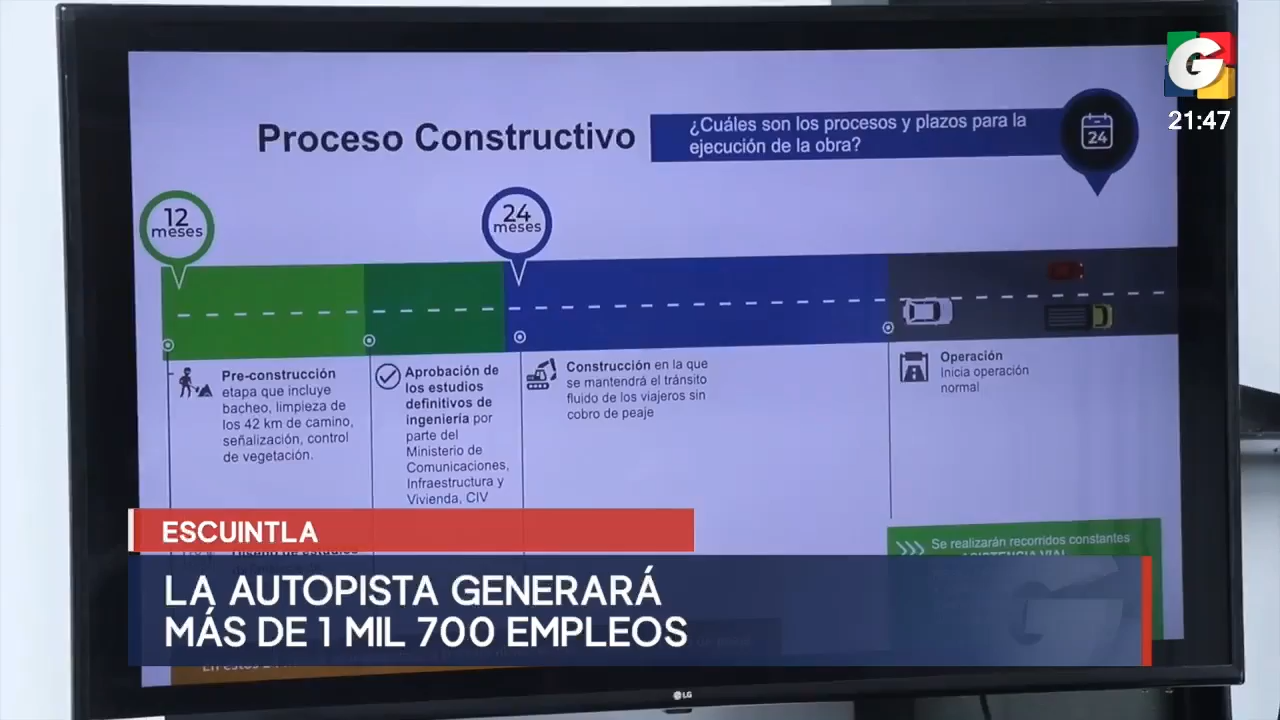 G
21:47
Proceso Constructivo
¿Cuáles son los procesos y plazos para la
ejecución de la obra?
24
12
meses
24
meses
Pre-construcción
etapa que incluye
bacheo, limpieza de
los 42 km de camino,
señalización, control
de vegetación.
Aprobación de
los estudios
definitivos de
ingeniería por
parte del
Ministerio de
Comunicaciones,
Infraestructura y
Vivienda, CIV
Construcción en la que
se mantendrá el tránsito
fluido de los viajeros sin
cobro de peaje
Operación
Inicia operación
normal
Se realizarán recorridos constantes
ASISTENCIA VIAL
ESCUINTLA
LA AUTOPISTA GENERARÁ
MÁS DE 1 MIL 700 EMPLEOS
LG